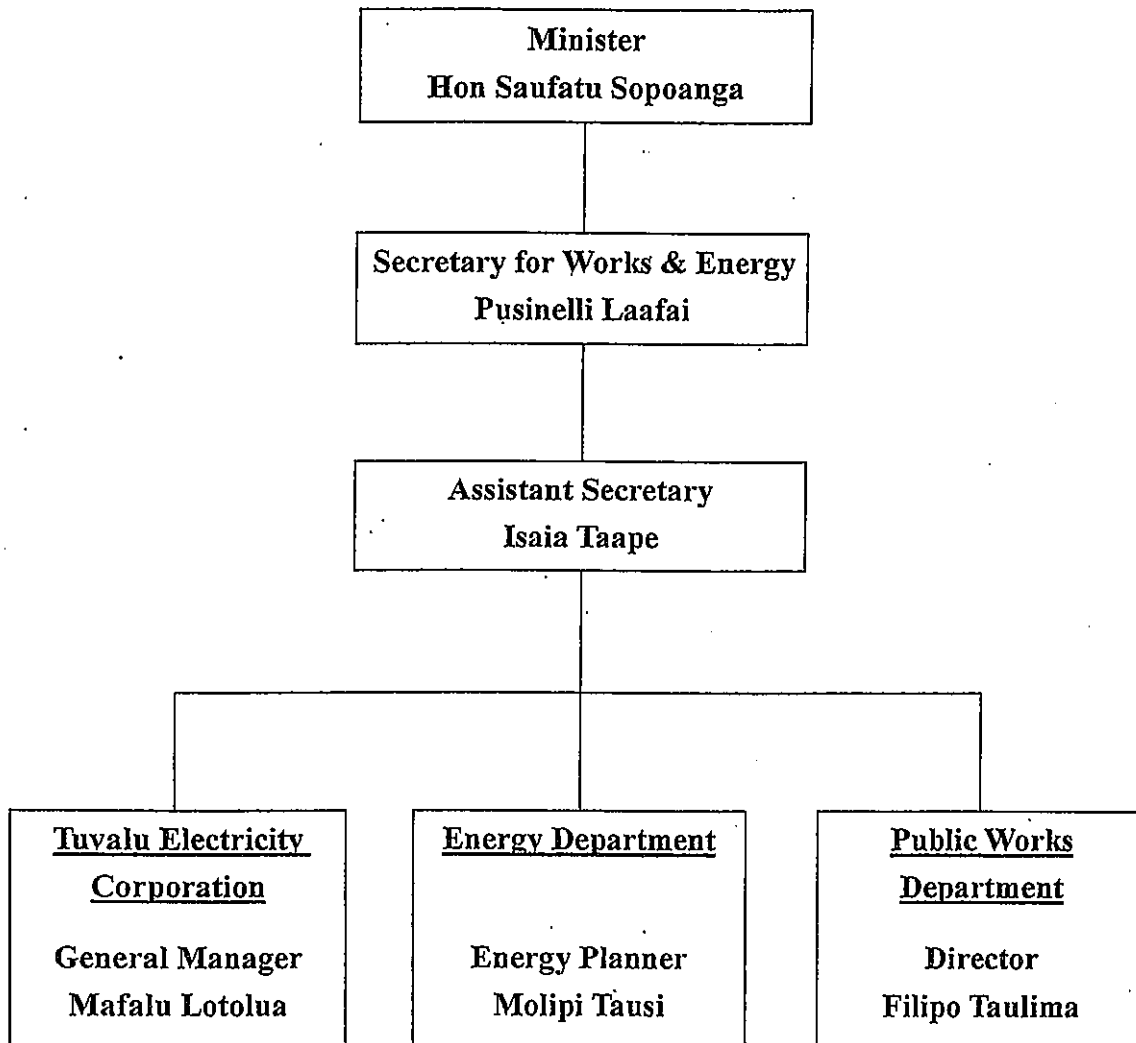 Minister
Hon Saufatu Sopoanga
Secretary for Works & Energy
Pusinelli Laafai
Assistant Secretary
Isaia Taape
Tuvalu Electricity
Corporation
General Manager
Mafalu Lotolua
Energy Department
Energy Planner
Molipi Tausi
Public Works
Department
Director
Filipo Taulima